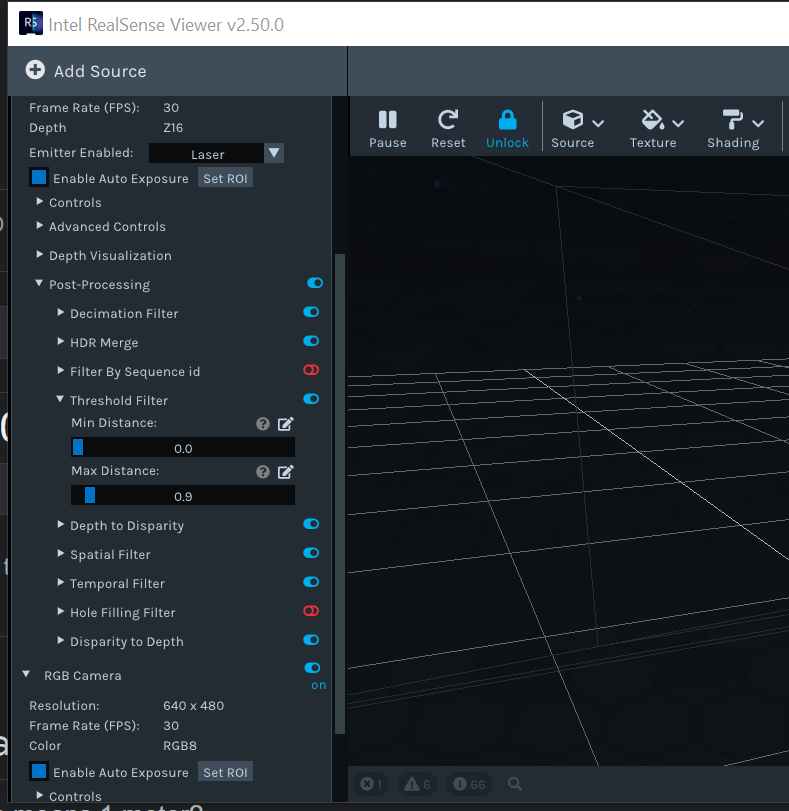 RS Intel RealSense Viewer v2.50.0
Add Source
Frame Rate (FPS): 30
Depth Z16
Emitter Enabled: Laser
Enable Auto Exposure Set ROI
Controls
Advanced Controls
Depth Visualization
Post-Processing
Decimation Filter
HDR Merge
Filter By Sequence id
Threshold Filter
Min Distance: ?
0.0
Max Distance: ?
0.9
Depth to Disparity
Spatial Filter
Temporal Filter
Hole Filling Filter
Disparity to Depth
RGB Camera
on
Resolution: 640 x 480
Frame Rate (FPS): 30
Color RGB8
Enable Auto Exposure Set ROI
Controls
Pause Reset Unlock Source Texture Shading
1 6 66